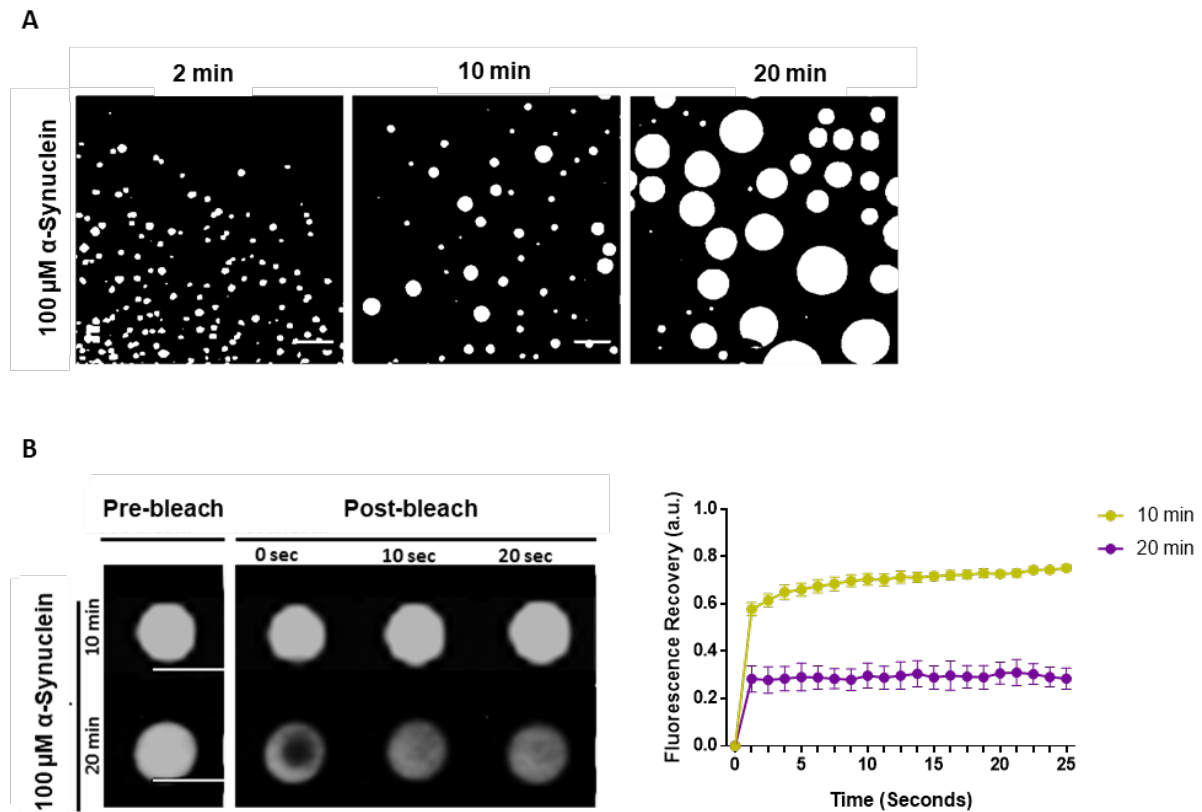 A
2 min 10 min 20 min
100 µM α-Synuclein
B
Pre-bleach Post-bleach
0 sec 10 sec 20 sec
100 µM α-Synuclein
10 min
20 min
Fluorescence Recovery (a.u.)
1.0
0.8
0.6
0.4
0.2
0.0
0 5 10 15 20 25
Time (Seconds)
10 min
20 min